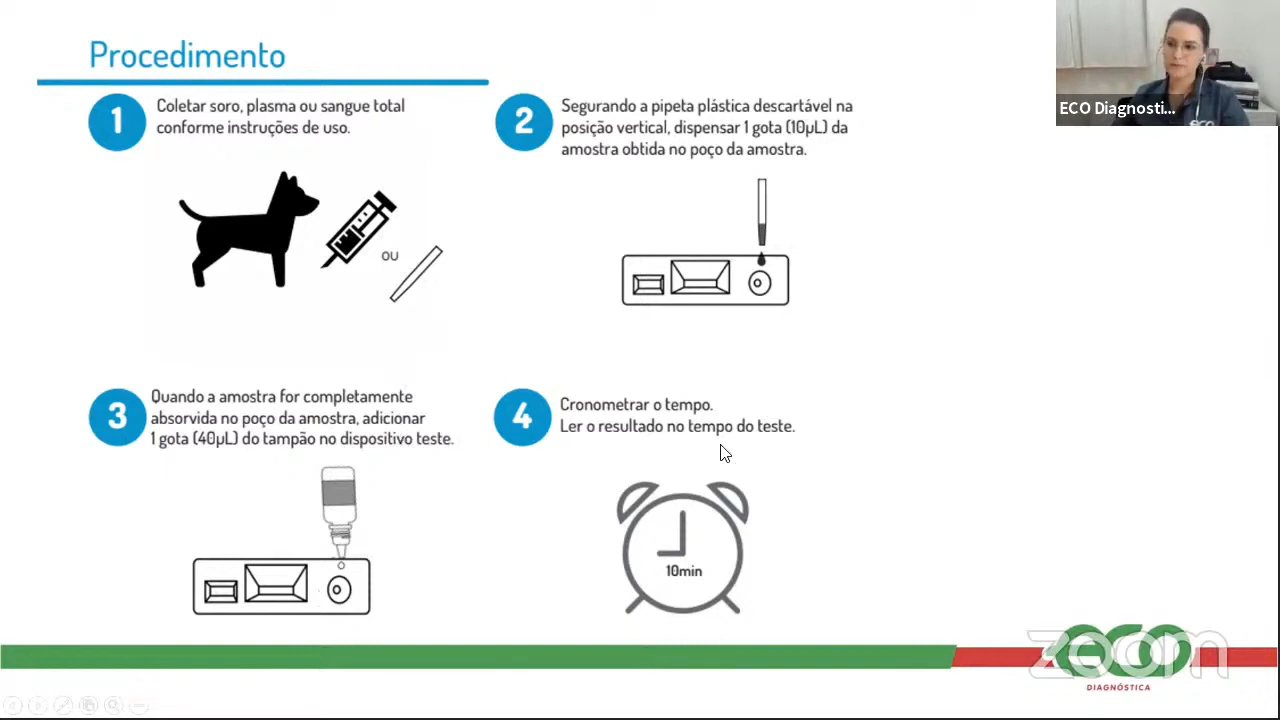 Procedimento
1
Coletar soro, plasma ou sangue total
conforme instruções de uso.
OU
2
Segurando a pipeta plástica descartável na
posição vertical, dispensar 1 gota (10µL) da
amostra obtida no poço da amostra.
3
Quando a amostra for completamente
absorvida no poço da amostra, adicionar
1 gota (40µL) do tampão no dispositivo teste.
4
Cronometrar o tempo.
Ler o resultado no tempo do teste.
10min
ECO Diagnosti...
eco
zoom
eco
DIAGNÓSTICA